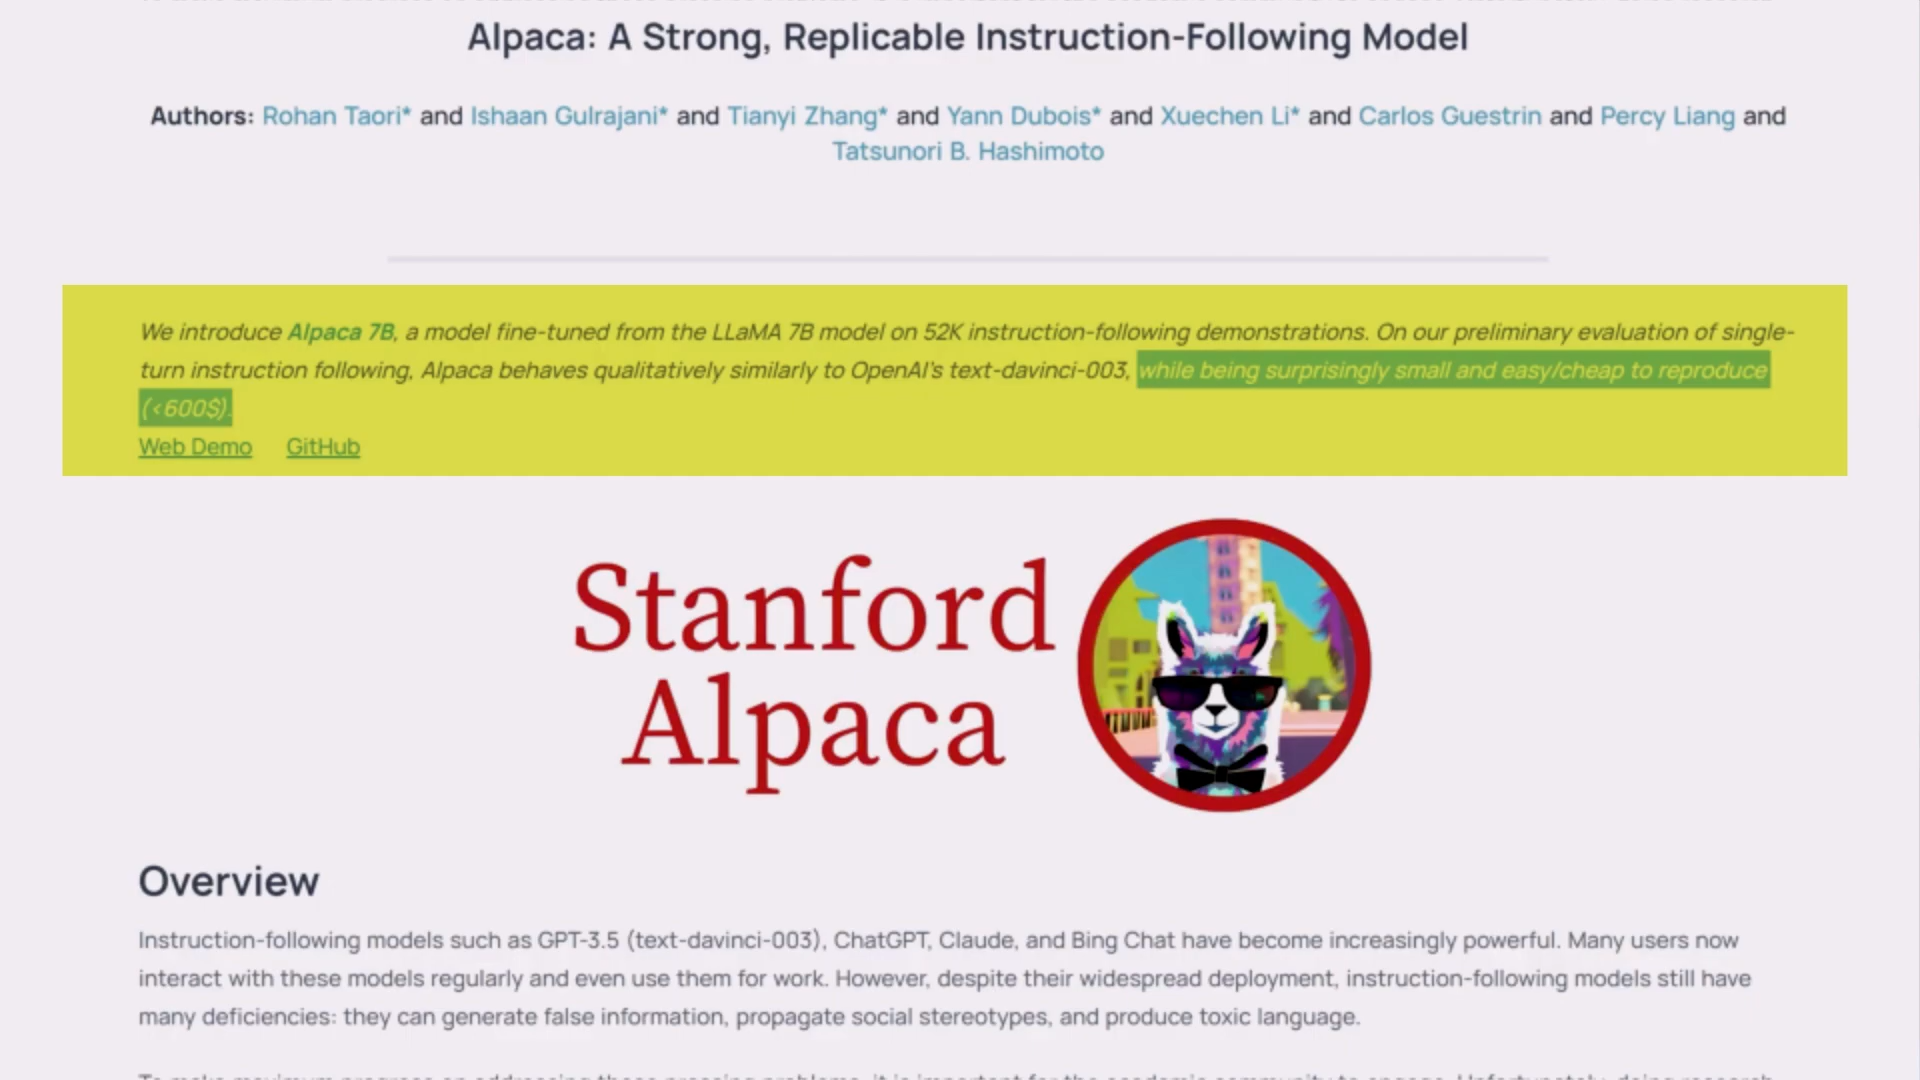 Alpaca: A Strong, Replicable Instruction-Following Model
Authors: Rohan Taori* and Ishaan Gulrajani* and Tianyi Zhang* and Yann Dubois* and Xuechen Li* and Carlos Guestrin and Percy Liang and
Tatsunori B. Hashimoto
We introduce Alpaca 7B, a model fine-tuned from the LLaMA 7B model on 52K instruction-following demonstrations. On our preliminary evaluation of single-
turn instruction following, Alpaca behaves qualitatively similarly to OpenAI's text-davinci-003, while being surprisingly small and easy/cheap to reproduce
(<600$).
Web Demo GitHub
Stanford
Alpaca
Overview
Instruction-following models such as GPT-3.5 (text-davinci-003), ChatGPT, Claude, and Bing Chat have become increasingly powerful. Many users now
interact with these models regularly and even use them for work. However, despite their widespread deployment, instruction-following models still have
many deficiencies: they can generate false information, propagate social stereotypes, and produce toxic language.